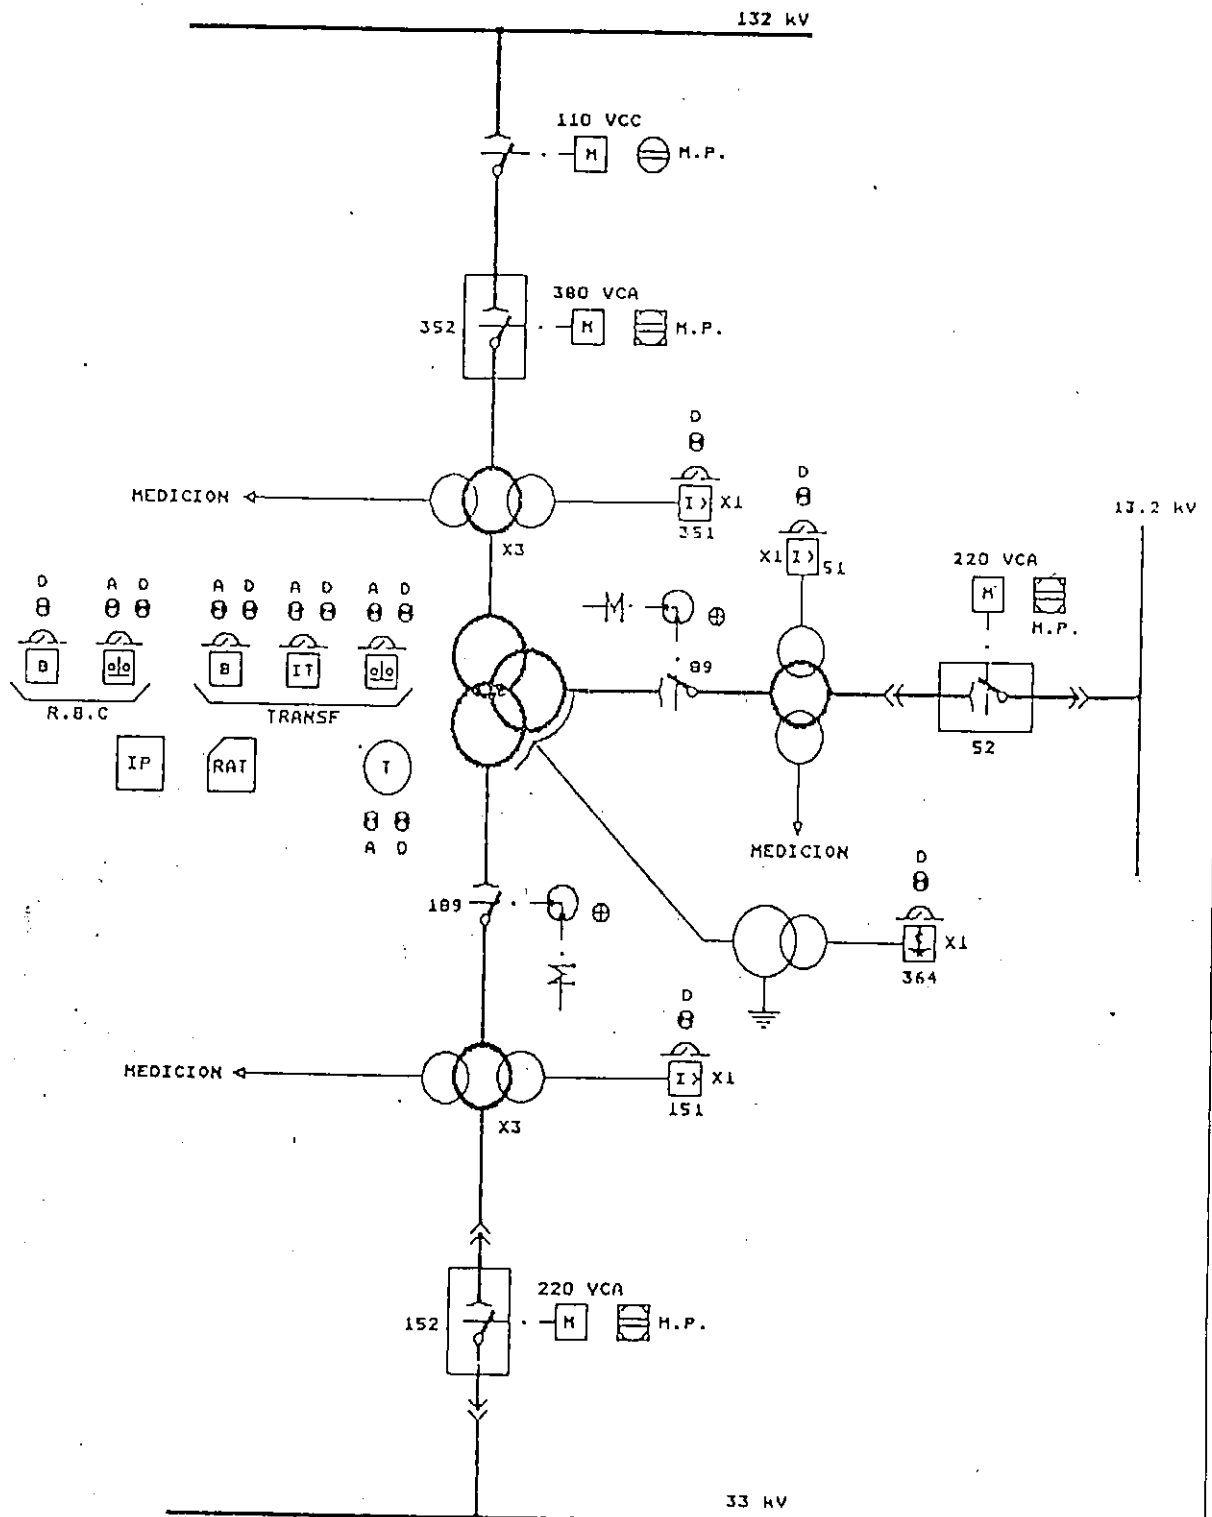 132 kV
110 VCC
M M.P.
380 VCA
352 M M.P.
D
D
MEDICION I> X1
351
X3
13.2 kV
X1 I> 51
220 VCA
M
M.P.
D A D A D A D A D
B IT
B
R.B.C TRANSF
M
89
52
IP RAT T
A D
MEDICION
D
189
X1
364
M
D
MEDICION I> X1
151
X3
220 VCA
152 M M.P.
33 kV